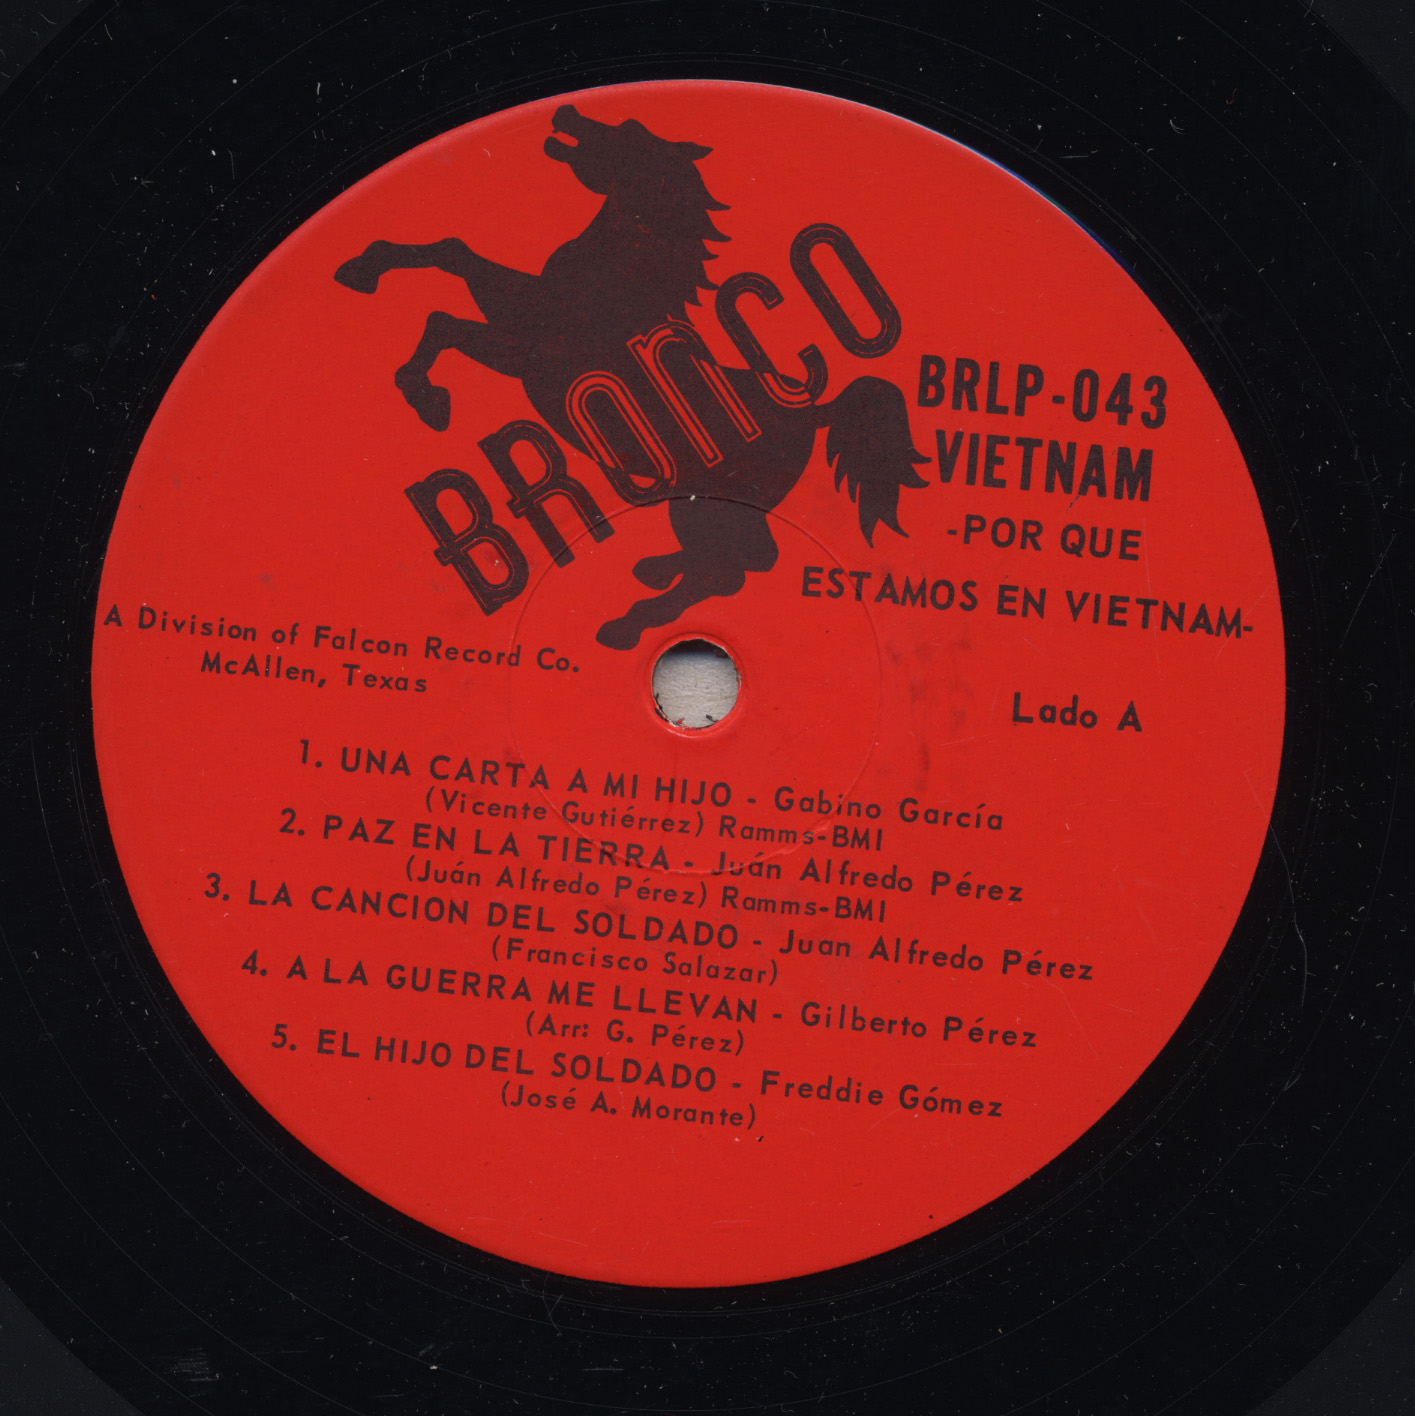 BRONCO
BRLP-043
VIETNAM
-POR QUE
ESTAMOS EN VIETNAM-
A Division of Falcon Record Co.
McAllen, Texas
Lado A
1. UNA CARTA A MI HIJO - Gabino García
(Vicente Gutiérrez) Ramms-BMI
2. PAZ EN LA TIERRA - Juán Alfredo Pérez
(Juán Alfredo Pérez) Ramms-BMI
3. LA CANCION DEL SOLDADO - Juan Alfredo Pérez
(Francisco Salazar)
4. A LA GUERRA ME LLEVAN - Gilberto Pérez
(Arr: G. Pérez)
5. EL HIJO DEL SOLDADO - Freddie Gómez
(José A. Morante)